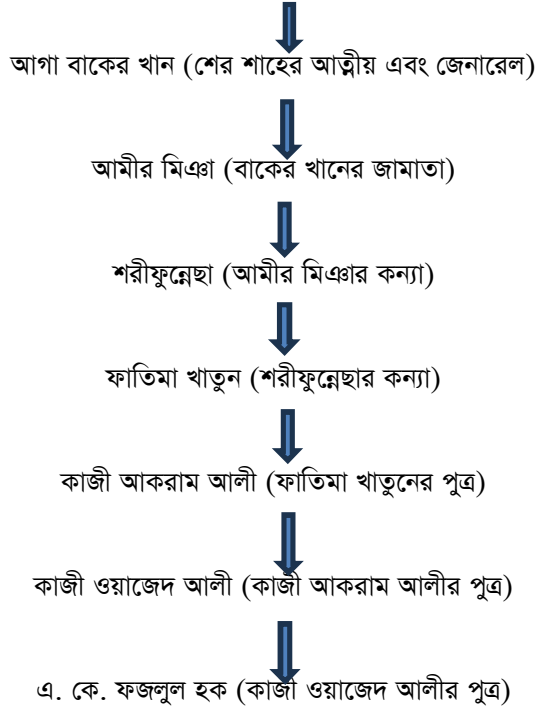 আগা বাকের খান (শের শাহের আত্নীয় এবং জেনারেল)
আমীর মিঞা (বাকের খানের জামাতা)
শরীফুন্নেছা (আমীর মিঞার কন্যা)
ফাতিমা খাতুন (শরীফুন্নেছার কন্যা)
কাজী আকরাম আলী (ফাতিমা খাতুনের পুত্র)
কাজী ওয়াজেদ আলী (কাজী আকরাম আলীর পুত্র)
এ. কে. ফজলুল হক (কাজী ওয়াজেদ আলীর পুত্র)